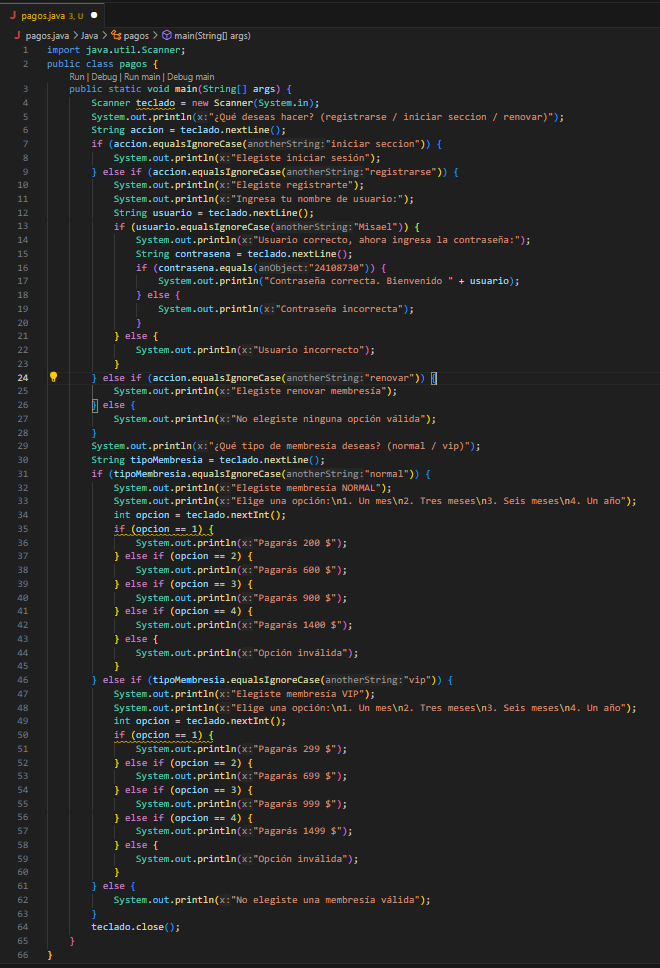 pagos.java 3, U ●
pagos.java > Java > pagos > main(String[] args)
1 import java.util.Scanner;
2 public class pagos {
Run | Debug | Run main | Debug main
3 public static void main(String[] args) {
4 Scanner teclado = new Scanner(System.in);
5 System.out.println(x:"¿Qué deseas hacer? (registrarse / iniciar seccion / renovar)");
6 String accion = teclado.nextLine();
7 if (accion.equalsIgnoreCase(anotherString:"iniciar seccion")) {
8 System.out.println(x:"Elegiste iniciar sesión");
9 } else if (accion.equalsIgnoreCase(anotherString:"registrarse")) {
10 System.out.println(x:"Elegiste registrarte");
11 System.out.println(x:"Ingresa tu nombre de usuario:");
12 String usuario = teclado.nextLine();
13 if (usuario.equalsIgnoreCase(anotherString:"Misael")) {
14 System.out.println(x:"Usuario correcto, ahora ingresa la contraseña:");
15 String contrasena = teclado.nextLine();
16 if (contrasena.equals(anObject:"24108730")) {
17 System.out.println("Contraseña correcta. Bienvenido " + usuario);
18 } else {
19 System.out.println(x:"Contraseña incorrecta");
20 }
21 } else {
22 System.out.println(x:"Usuario incorrecto");
23 }
24 } else if (accion.equalsIgnoreCase(anotherString:"renovar")) {
25 System.out.println(x:"Elegiste renovar membresía");
26 } else {
27 System.out.println(x:"No elegiste ninguna opción válida");
28 }
29 System.out.println(x:"¿Qué tipo de membresía deseas? (normal / vip)");
30 String tipoMembresia = teclado.nextLine();
31 if (tipoMembresia.equalsIgnoreCase(anotherString:"normal")) {
32 System.out.println(x:"Elegiste membresía NORMAL");
33 System.out.println(x:"Elige una opción:\n1. Un mes\n2. Tres meses\n3. Seis meses\n4. Un año");
34 int opcion = teclado.nextInt();
35 if (opcion == 1) {
36 System.out.println(x:"Pagarás 200 $");
37 } else if (opcion == 2) {
38 System.out.println(x:"Pagarás 600 $");
39 } else if (opcion == 3) {
40 System.out.println(x:"Pagarás 900 $");
41 } else if (opcion == 4) {
42 System.out.println(x:"Pagarás 1400 $");
43 } else {
44 System.out.println(x:"Opción inválida");
45 }
46 } else if (tipoMembresia.equalsIgnoreCase(anotherString:"vip")) {
47 System.out.println(x:"Elegiste membresía VIP");
48 System.out.println(x:"Elige una opción:\n1. Un mes\n2. Tres meses\n3. Seis meses\n4. Un año");
49 int opcion = teclado.nextInt();
50 if (opcion == 1) {
51 System.out.println(x:"Pagarás 299 $");
52 } else if (opcion == 2) {
53 System.out.println(x:"Pagarás 699 $");
54 } else if (opcion == 3) {
55 System.out.println(x:"Pagarás 999 $");
56 } else if (opcion == 4) {
57 System.out.println(x:"Pagarás 1499 $");
58 } else {
59 System.out.println(x:"Opción inválida");
60 }
61 } else {
62 System.out.println(x:"No elegiste una membresía válida");
63 }
64 teclado.close();
65 }
66 }